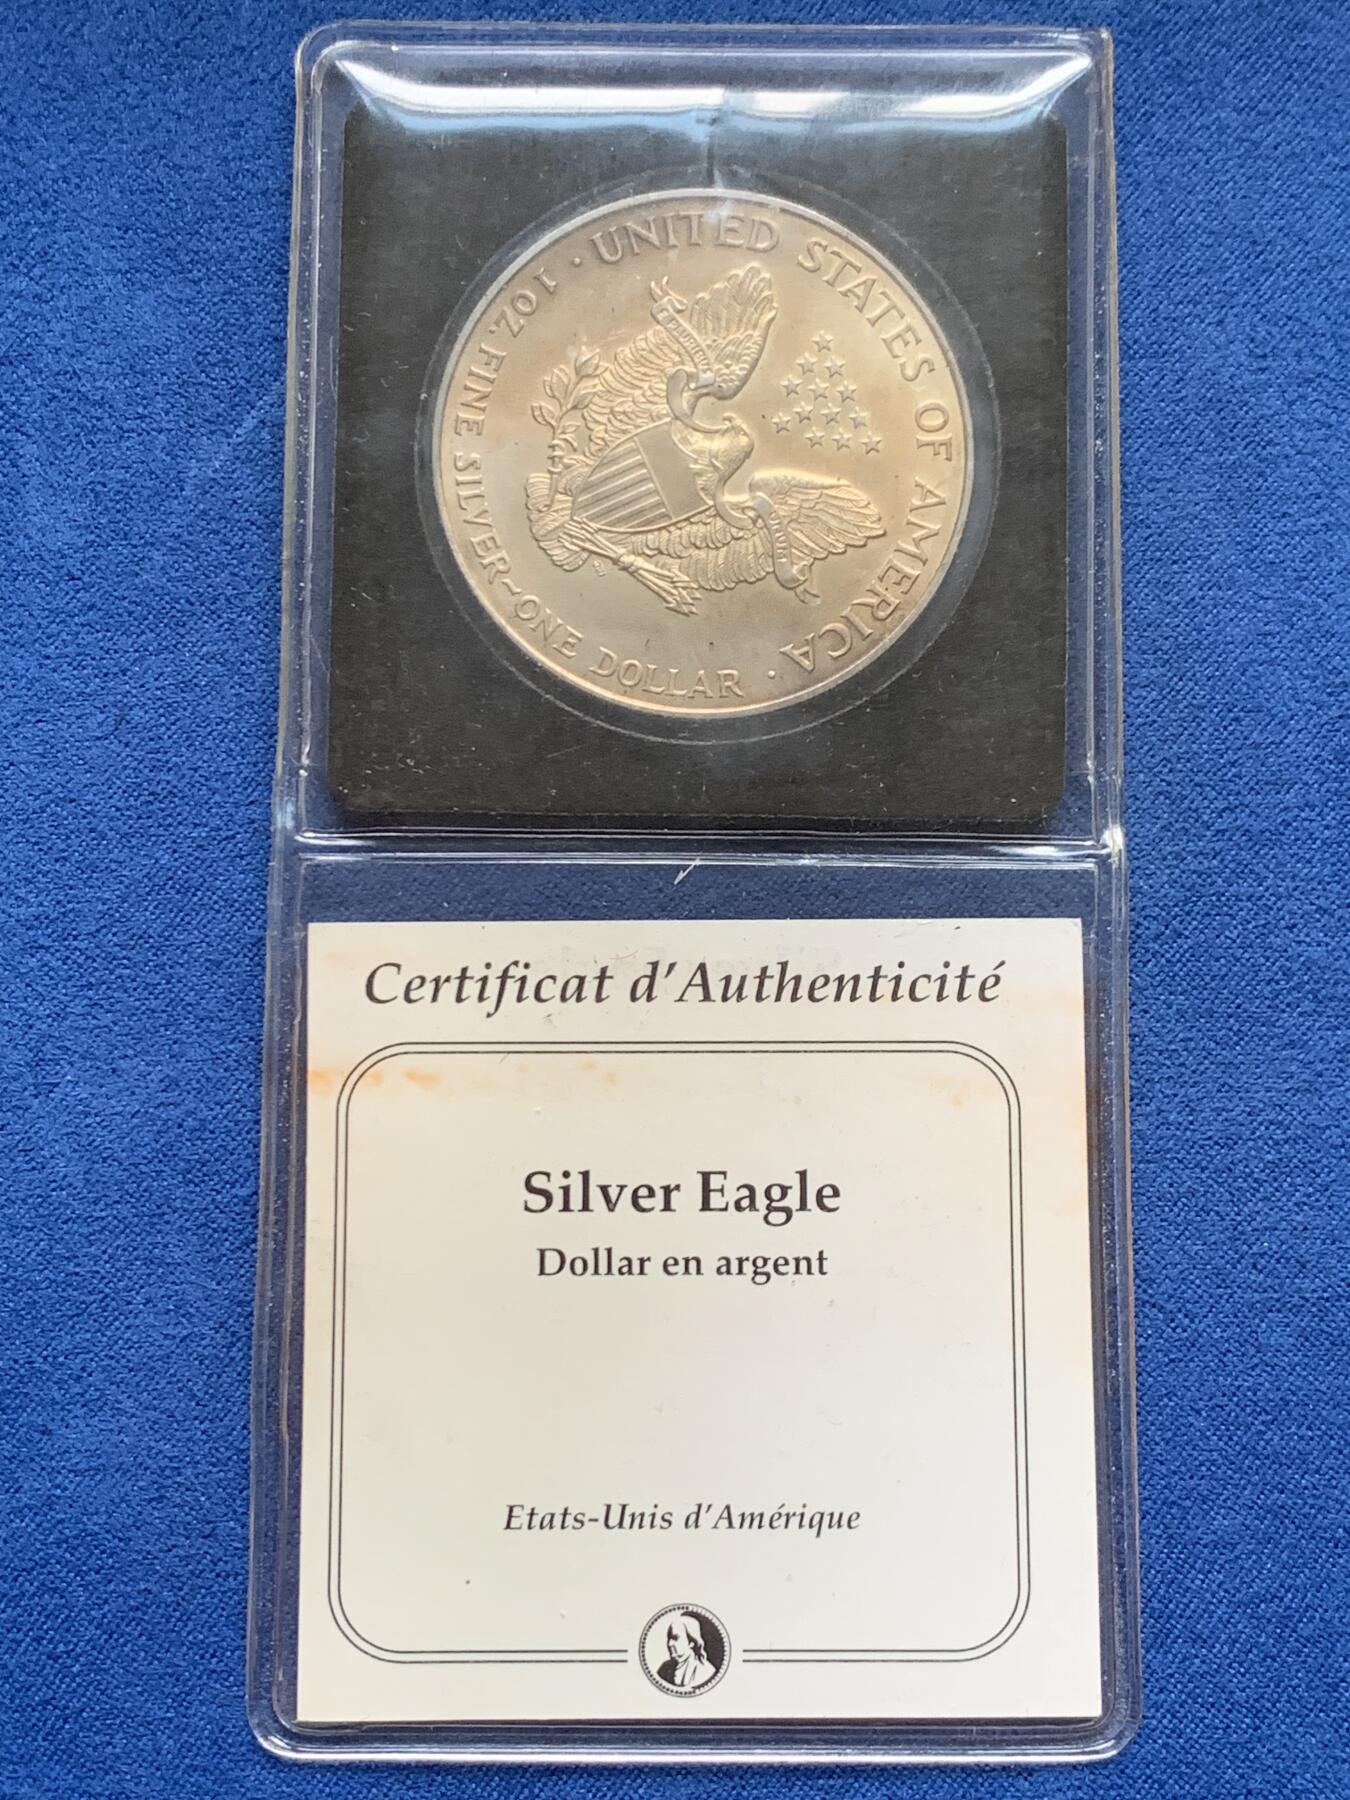 UNITED STATES OF AMERICA
1 OZ. FINE SILVER~ONE DOLLAR
Certificat d'Authenticité
Silver Eagle
Dollar en argent
Etats-Unis d'Amérique